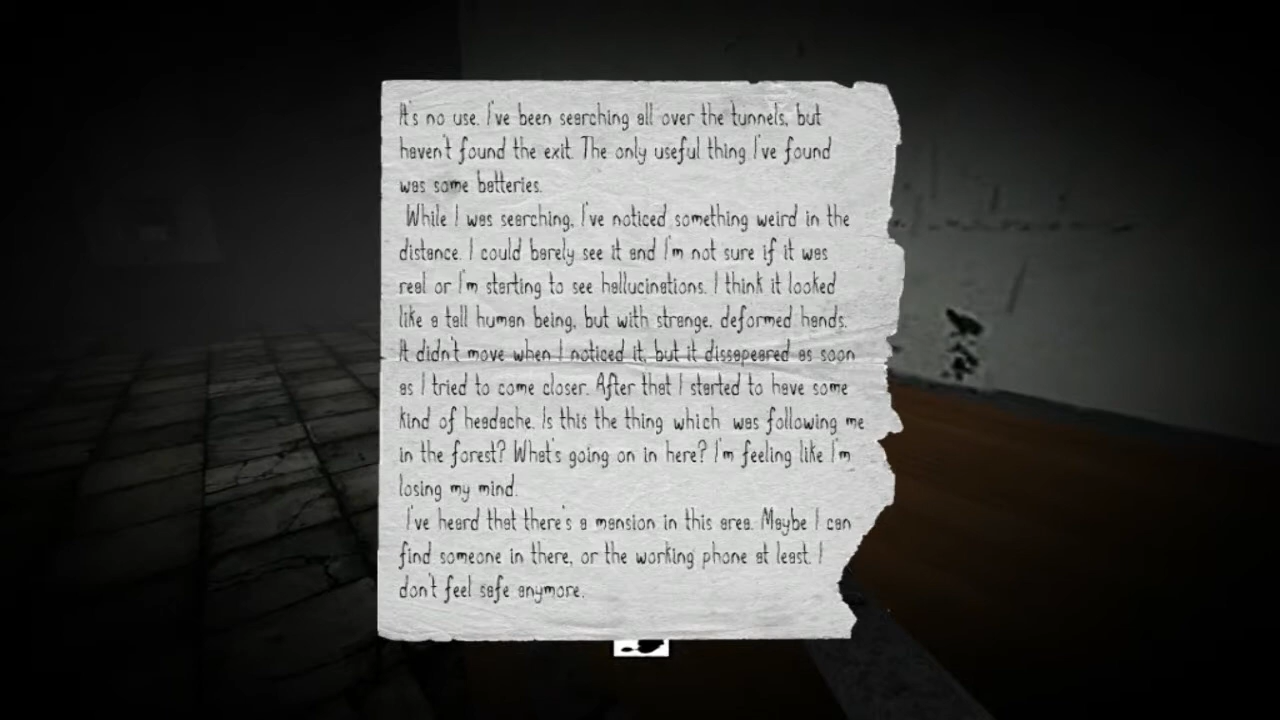 It's no use. I've been searching all over the tunnels, but
haven't found the exit. The only useful thing I've found
was some batteries.
While I was searching, I've noticed something weird in the
distance. I could barely see it and I'm not sure if it was
real or I'm starting to see hallucinations. I think it looked
like a tall human being, but with strange, deformed hands.
It didn't move when I noticed it, but it dissapeared as soon
as I tried to come closer. After that I started to have some
kind of headache. Is this the thing which was following me
in the forest? What's going on in here? I'm feeling like I'm
losing my mind.
I've heard that there's a mansion in this area. Maybe I can
find someone in there, or the working phone at least. I
don't feel safe anymore.